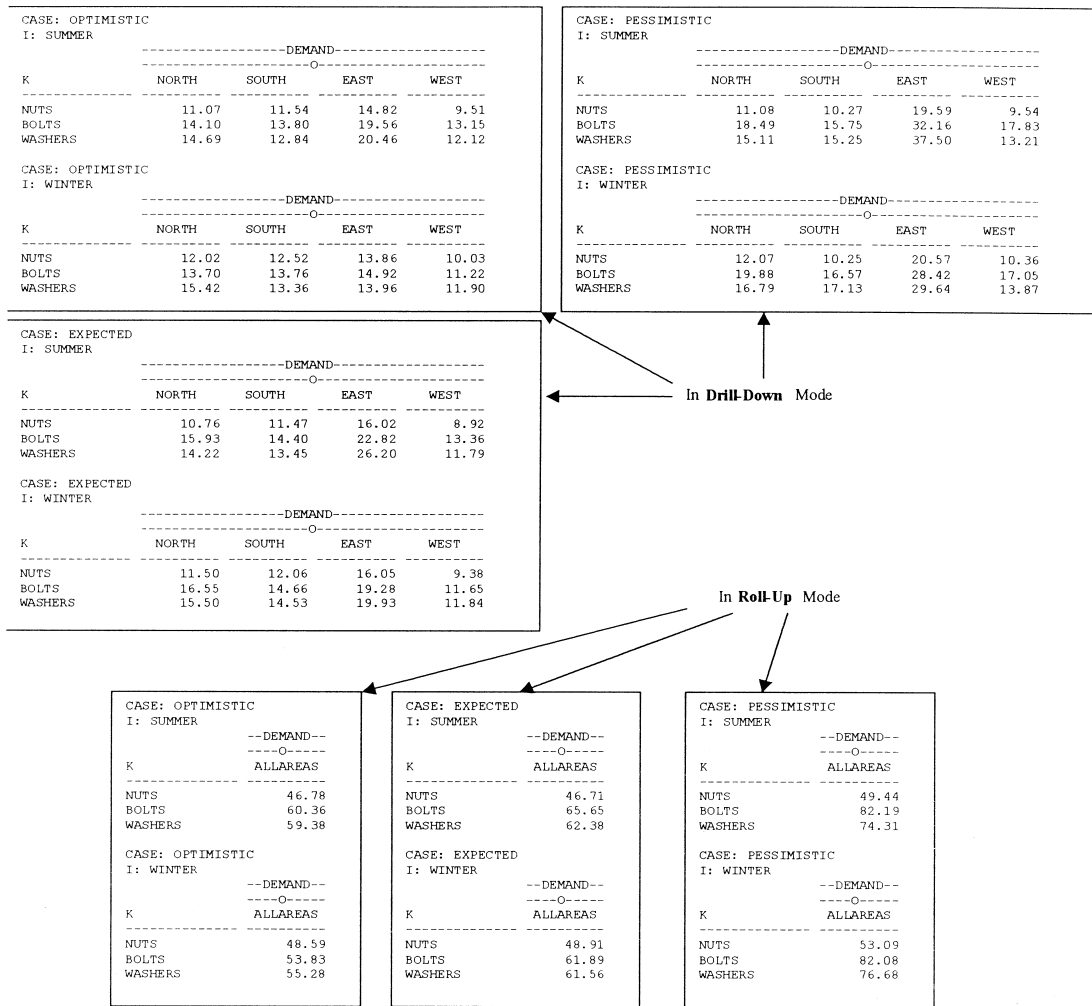 CASE: OPTIMISTIC
I: SUMMER
------------------DEMAND------------------
---------------------O---------------------
K NORTH SOUTH EAST WEST
-------------- ---------- ---------- ---------- ----------
NUTS 11.07 11.54 14.82 9.51
BOLTS 14.10 13.80 19.56 13.15
WASHERS 14.69 12.84 20.46 12.12
CASE: OPTIMISTIC
I: WINTER
------------------DEMAND------------------
---------------------O---------------------
K NORTH SOUTH EAST WEST
-------------- ---------- ---------- ---------- ----------
NUTS 12.02 12.52 13.86 10.03
BOLTS 13.70 13.76 14.92 11.22
WASHERS 15.42 13.36 13.96 11.90
CASE: PESSIMISTIC
I: SUMMER
------------------DEMAND------------------
---------------------O---------------------
K NORTH SOUTH EAST WEST
-------------- ---------- ---------- ---------- ----------
NUTS 11.08 10.27 19.59 9.54
BOLTS 18.49 15.75 32.16 17.83
WASHERS 15.11 15.25 37.50 13.21
CASE: PESSIMISTIC
I: WINTER
------------------DEMAND------------------
---------------------O---------------------
K NORTH SOUTH EAST WEST
-------------- ---------- ---------- ---------- ----------
NUTS 12.07 10.25 20.57 10.36
BOLTS 19.88 16.57 28.42 17.05
WASHERS 16.79 17.13 29.64 13.87
CASE: EXPECTED
I: SUMMER
------------------DEMAND------------------
---------------------O---------------------
K NORTH SOUTH EAST WEST
-------------- ---------- ---------- ---------- ----------
NUTS 10.76 11.47 16.02 8.92
BOLTS 15.93 14.40 22.82 13.36
WASHERS 14.22 13.45 26.20 11.79
CASE: EXPECTED
I: WINTER
------------------DEMAND------------------
---------------------O---------------------
K NORTH SOUTH EAST WEST
-------------- ---------- ---------- ---------- ----------
NUTS 11.50 12.06 16.05 9.38
BOLTS 16.55 14.66 19.28 11.65
WASHERS 15.50 14.53 19.93 11.84
In Drill-Down Mode
In Roll-Up Mode
CASE: OPTIMISTIC
I: SUMMER
--DEMAND--
----O-----
K ALLAREAS
-------------- ----------
NUTS 46.78
BOLTS 60.36
WASHERS 59.38
CASE: OPTIMISTIC
I: WINTER
--DEMAND--
----O-----
K ALLAREAS
-------------- ----------
NUTS 48.59
BOLTS 53.83
WASHERS 55.28
CASE: EXPECTED
I: SUMMER
--DEMAND--
----O-----
K ALLAREAS
-------------- ----------
NUTS 46.71
BOLTS 65.65
WASHERS 62.38
CASE: EXPECTED
I: WINTER
--DEMAND--
----O-----
K ALLAREAS
-------------- ----------
NUTS 48.91
BOLTS 61.89
WASHERS 61.56
CASE: PESSIMISTIC
I: SUMMER
--DEMAND--
----O-----
K ALLAREAS
-------------- ----------
NUTS 49.44
BOLTS 82.19
WASHERS 74.31
CASE: PESSIMISTIC
I: WINTER
--DEMAND--
----O-----
K ALLAREAS
-------------- ----------
NUTS 53.09
BOLTS 82.08
WASHERS 76.68